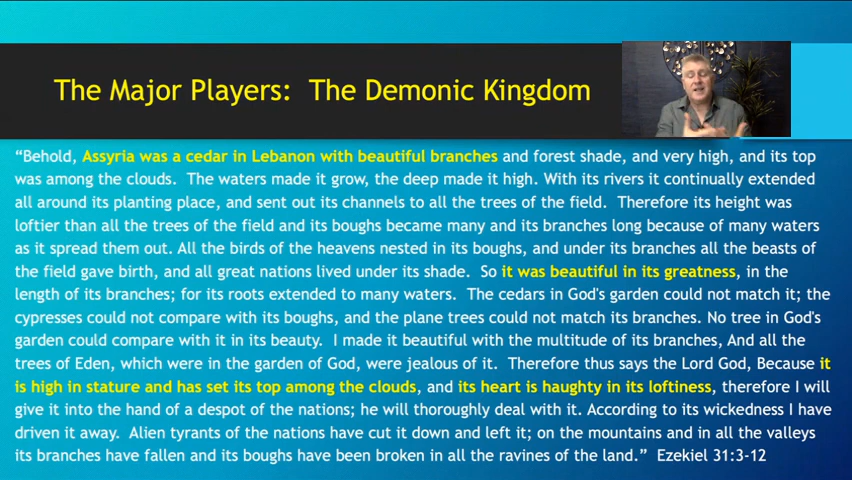 The Major Players:  The Demonic Kingdom
“Behold, Assyria was a cedar in Lebanon with beautiful branches and forest shade, and very high, and its top
was among the clouds.  The waters made it grow, the deep made it high. With its rivers it continually extended
all around its planting place, and sent out its channels to all the trees of the field.  Therefore its height was
loftier than all the trees of the field and its boughs became many and its branches long because of many waters
as it spread them out. All the birds of the heavens nested in its boughs, and under its branches all the beasts of
the field gave birth, and all great nations lived under its shade.  So it was beautiful in its greatness, in the
length of its branches; for its roots extended to many waters.  The cedars in God's garden could not match it; the
cypresses could not compare with its boughs, and the plane trees could not match its branches. No tree in God's
garden could compare with it in its beauty.  I made it beautiful with the multitude of its branches, And all the
trees of Eden, which were in the garden of God, were jealous of it.  Therefore thus says the Lord God, Because it
is high in stature and has set its top among the clouds, and its heart is haughty in its loftiness, therefore I will
give it into the hand of a despot of the nations; he will thoroughly deal with it. According to its wickedness I have
driven it away.  Alien tyrants of the nations have cut it down and left it; on the mountains and in all the valleys
its branches have fallen and its boughs have been broken in all the ravines of the land.”  Ezekiel 31:3-12